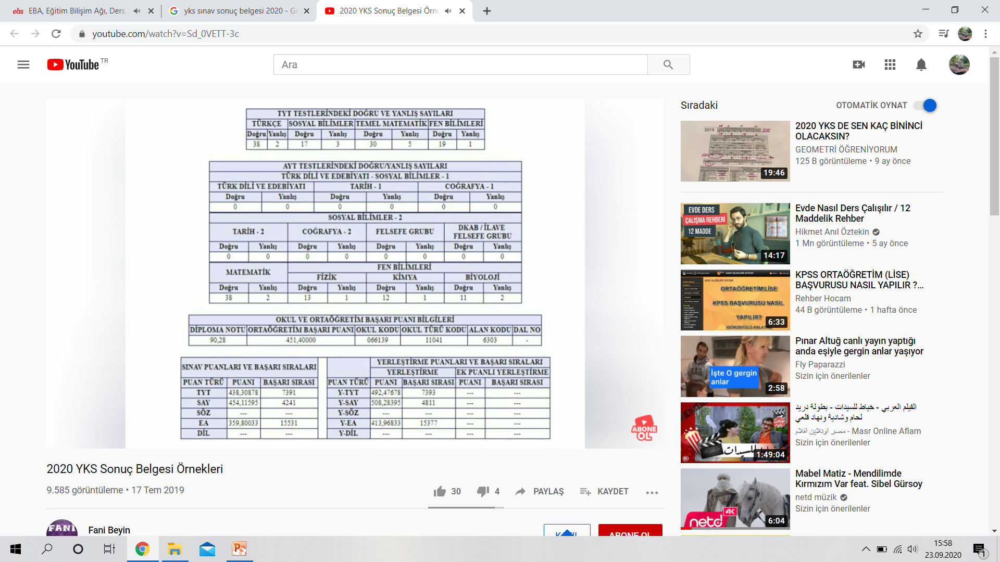 eba EBA, Eğitim Bilişim Ağı, Ders,
yks sınav sonuç belgesi 2020 - Go
2020 YKS Sonuç Belgesi Örne
youtube.com/watch?v=Sd_0VETT-3c
YouTube TR
Ara
TYT TESTLERİNDEKİ DOĞRU VE YANLIŞ SAYILARI
TÜRKÇE SOSYAL BİLİMLER TEMEL MATEMATİK FEN BİLİMLERİ
Doğru Yanlış Doğru Yanlış Doğru Yanlış Doğru Yanlış
38 2 17 3 30 5 19 1
AYT TESTLERİNDEKİ DOĞRU/YANLIŞ SAYILARI
TÜRK DİLİ VE EDEBİYATI - SOSYAL BİLİMLER - 1
TÜRK DİLİ VE EDEBİYATI TARİH - 1 COĞRAFYA - 1
Doğru Yanlış Doğru Yanlış Doğru Yanlış
0 0 0 0 0 0
SOSYAL BİLİMLER - 2
TARİH - 2 COĞRAFYA - 2 FELSEFE GRUBU DKAB / İLAVE
FELSEFE GRUBU
Doğru Yanlış Doğru Yanlış Doğru Yanlış Doğru Yanlış
0 0 0 0 0 0 0 0
MATEMATİK FEN BİLİMLERİ
FİZİK KİMYA BİYOLOJİ
Doğru Yanlış Doğru Yanlış Doğru Yanlış Doğru Yanlış
38 2 13 1 12 1 11 2
OKUL VE ORTAÖĞRETİM BAŞARI PUANI BİLGİLERİ
DİPLOMA NOTU ORTAÖĞRETİM BAŞARI PUANI OKUL KODU OKUL TÜRÜ KODU ALAN KODU DAL NO
90,28 451,40000 066139 11041 6303 -
SINAV PUANLARI VE BAŞARI SIRALARI
PUAN TÜRÜ PUANI BAŞARI SIRASI
TYT 438,30878 7391
SAY 454,11595 4241
SÖZ --- ---
EA 359,80033 15531
DİL --- ---
YERLEŞTİRME PUANLARI VE BAŞARI SIRALARI
YERLEŞTİRME EK PUANLI YERLEŞTİRME
PUAN TÜRÜ PUANI BAŞARI SIRASI PUANI BAŞARI SIRASI
Y-TYT 492,47678 7393 --- ---
Y-SAY 508,28395 4811 --- ---
Y-SÖZ --- --- --- ---
Y-EA 413,96833 15377 --- ---
Y-DİL --- --- --- ---
ABONE
OL
2020 YKS Sonuç Belgesi Örnekleri
9.585 görüntüleme • 17 Tem 2019
30 4 PAYLAŞ KAYDET
FANİ
Fani Beyin
ABONE OL
Sıradaki OTOMATİK OYNAT
2019
19:46
2020 YKS DE SEN KAÇ BİNİNCİ
OLACAKSIN?
GEOMETRİ ÖĞRENİYORUM
125 B görüntüleme • 9 ay önce
EVDE DERS
ÇALIŞMA REHBERİ
12 MADDE
14:17
Evde Nasıl Ders Çalışılır / 12
Maddelik Rehber
Hikmet Anıl Öztekin
1 Mn görüntüleme • 5 ay önce
ADAY İŞLEMLERİ SİSTEMİ
ORTAÖĞRETİM/LİSE
KPSS BAŞVURUSU NASIL
YAPILIR?
(GÖRÜNTÜLÜ ANLATIM)
6:33
KPSS ORTAÖĞRETİM (LİSE)
BAŞVURUSU NASIL YAPILIR ?...
Rehber Hocam
44 B görüntüleme • 1 hafta önce
İşte O gergin
anlar
2:58
Pınar Altuğ canlı yayın yaptığı
anda eşiyle gergin anlar yaşıyor
Fly Paparazzi
Sizin için önerilenler
1:49:04
الفيلم العربي - خياط للسيدات - بطولة دريد
لحام وشادية ونهاد قلعي
مصر اونلاين افلام - Masr Online Aflam
Sizin için önerilenler
netd
4K
6:04
Mabel Matiz - Mendilimde
Kırmızım Var feat. Sibel Gürsoy
netd müzik
Sizin için önerilenler
15:58
23.09.2020
1